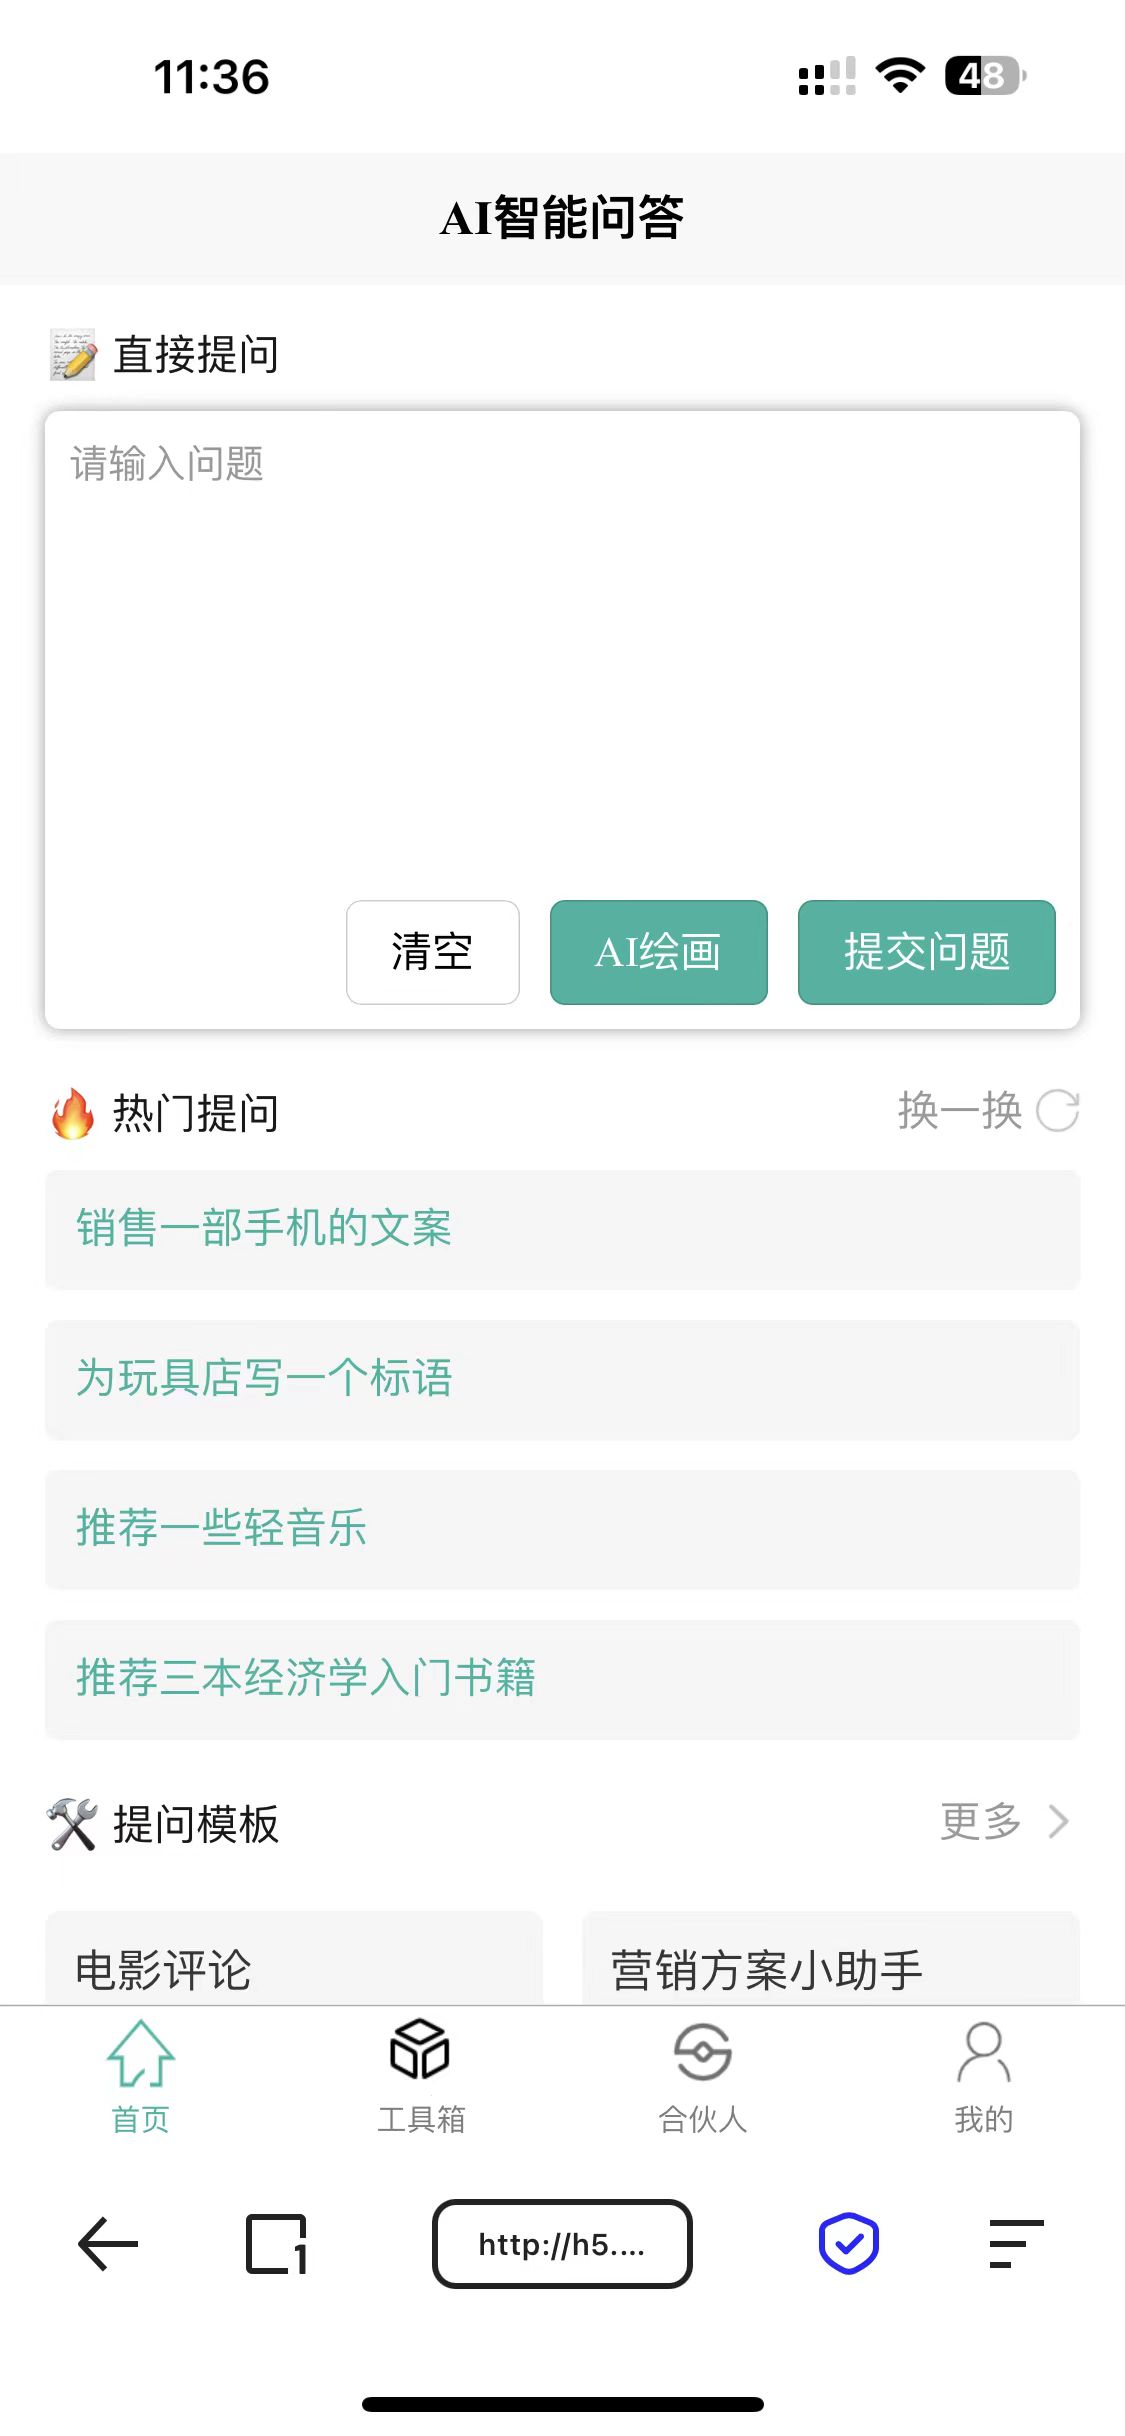 11:36
48
AI智能问答
直接提问
请输入问题
清空
AI绘画
提交问题
热门提问
换一换
销售一部手机的文案
为玩具店写一个标语
推荐一些轻音乐
推荐三本经济学入门书籍
提问模板
更多
电影评论
营销方案小助手
首页
工具箱
合伙人
我的
1
http://h5....